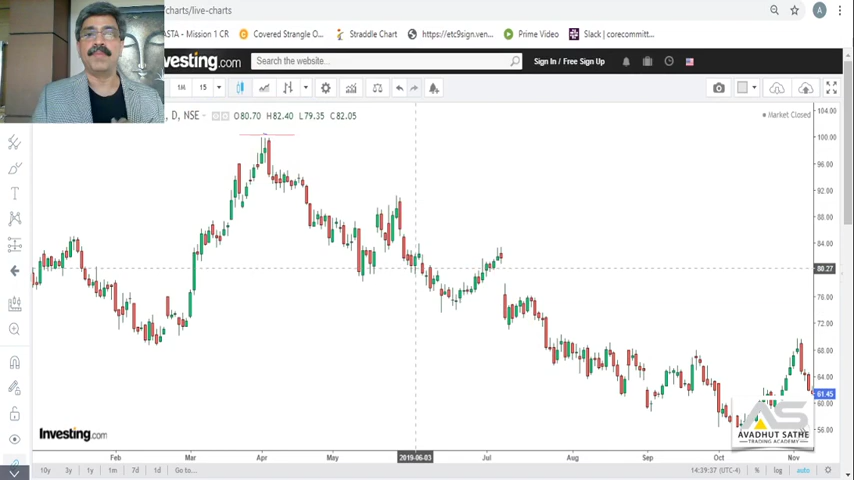 charts/live-charts
ASTA - Mission 1 CR
Covered Strangle O...
Straddle Chart
https://etc9sign.ven...
Prime Video
Slack | corecommitt...
Investing.com
Search the website...
Sign In / Free Sign Up
1M
15
, D, NSE
O80.70 H82.40 L79.35 C82.05
Market Closed
104.00
100.00
96.00
92.00
88.00
84.00
80.27
76.00
72.00
68.00
64.00
61.45
60.00
56.00
Investing.com
AS
AVADHUT SATHE
TRADING ACADEMY
Feb
Mar
Apr
May
2019-06-03
Jul
Aug
Sep
Oct
Nov
10y
3y
1y
1m
7d
1d
Go to...
14:39:37 (UTC-4)
%
log
auto
A
T